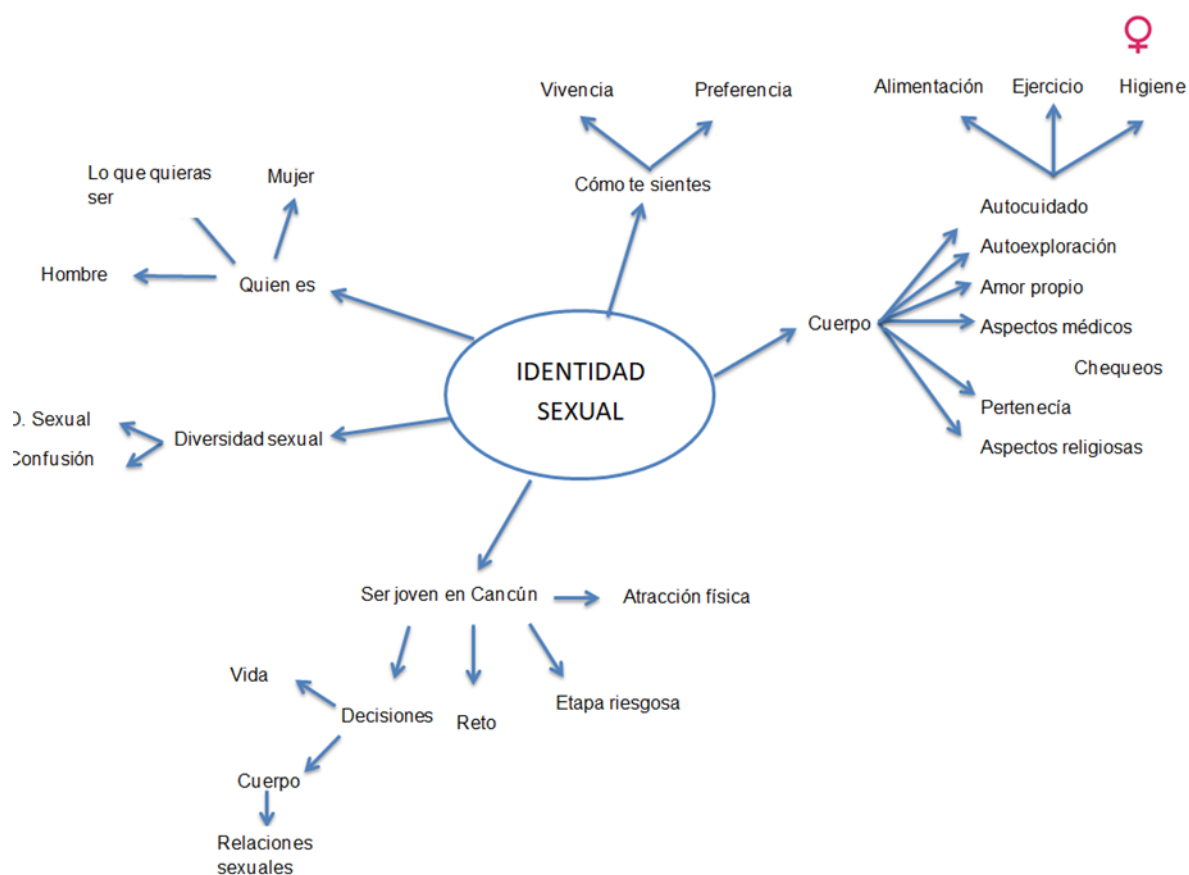 Vivencia
Preferencia
Alimentación
Ejercicio
Higiene
Lo que quieras
ser
Mujer
Cómo te sientes
Autocuidado
Autoexploración
Amor propio
Aspectos médicos
Chequeos
Pertenecía
Aspectos religiosas
Hombre
Quien es
Cuerpo
IDENTIDAD
SEXUAL
O. Sexual
Confusión
Diversidad sexual
Ser joven en Cancún
Atracción física
Vida
Decisiones
Reto
Etapa riesgosa
Cuerpo
Relaciones
sexuales